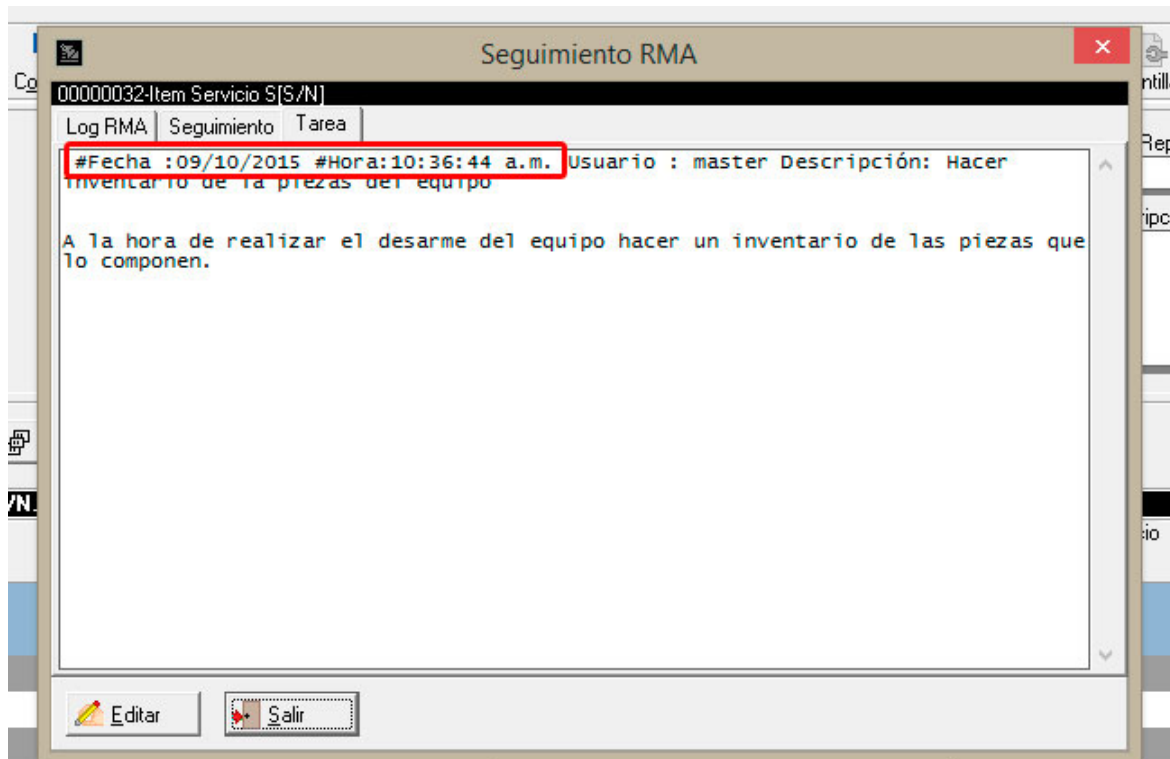 Seguimiento RMA
00000032-Item Servicio S[S/N]
Log RMA Seguimiento Tarea
#Fecha :09/10/2015 #Hora:10:36:44 a.m. Usuario : master Descripción: Hacer
inventario de la piezas del equipo
A la hora de realizar el desarme del equipo hacer un inventario de las piezas que
lo componen.
Editar Salir